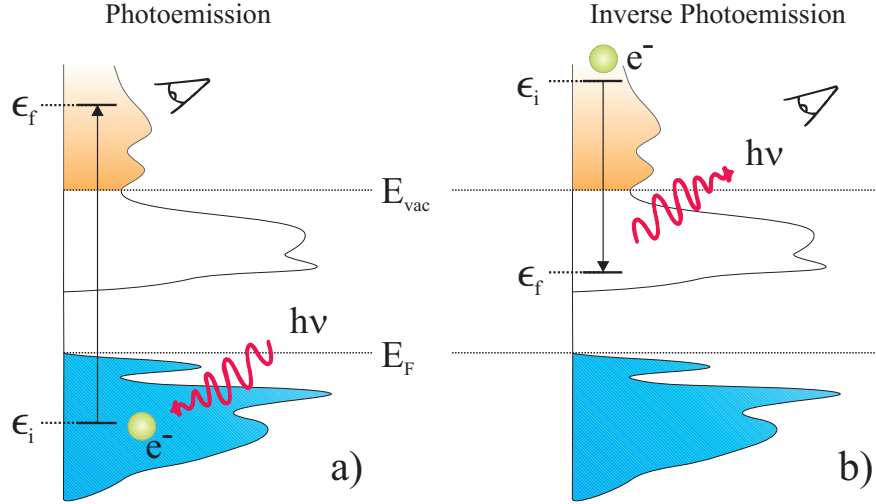 Photoemission
Inverse Photoemission
e⁻
ϵf
ϵi
hν
Evac
ϵf
hν
EF
ϵi
e⁻
a)
b)